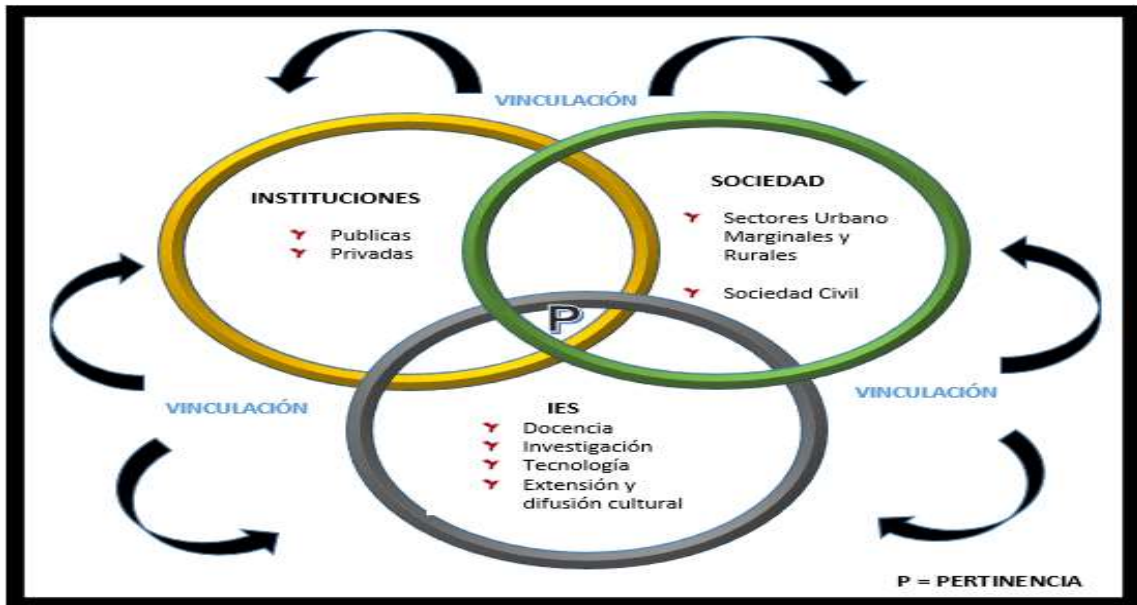 VINCULACIÓN
INSTITUCIONES
Publicas
Privadas
SOCIEDAD
Sectores Urbano
Marginales y
Rurales
Sociedad Civil
P
VINCULACIÓN
VINCULACIÓN
IES
Docencia
Investigación
Tecnología
Extensión y
difusión cultural
P = PERTINENCIA